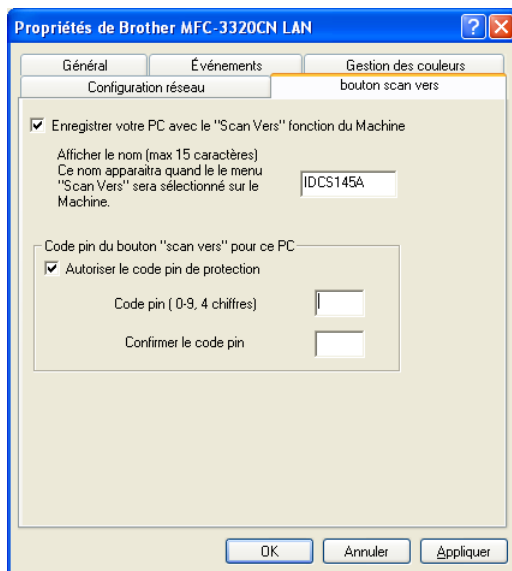 Propriétés de Brother MFC-3320CN LAN
Général
Événements
Gestion des couleurs
Configuration réseau
bouton scan vers
Enregistrer votre PC avec le "Scan Vers" fonction du Machine
Afficher le nom (max 15 caractères)
Ce nom apparaitra quand le le menu
"Scan Vers" sera sélectionné sur le
Machine.
IDCS145A
Code pin du bouton "scan vers" pour ce PC
Autoriser le code pin de protection
Code pin ( 0-9, 4 chiffres)
Confirmer le code pin
OK
Annuler
Appliquer